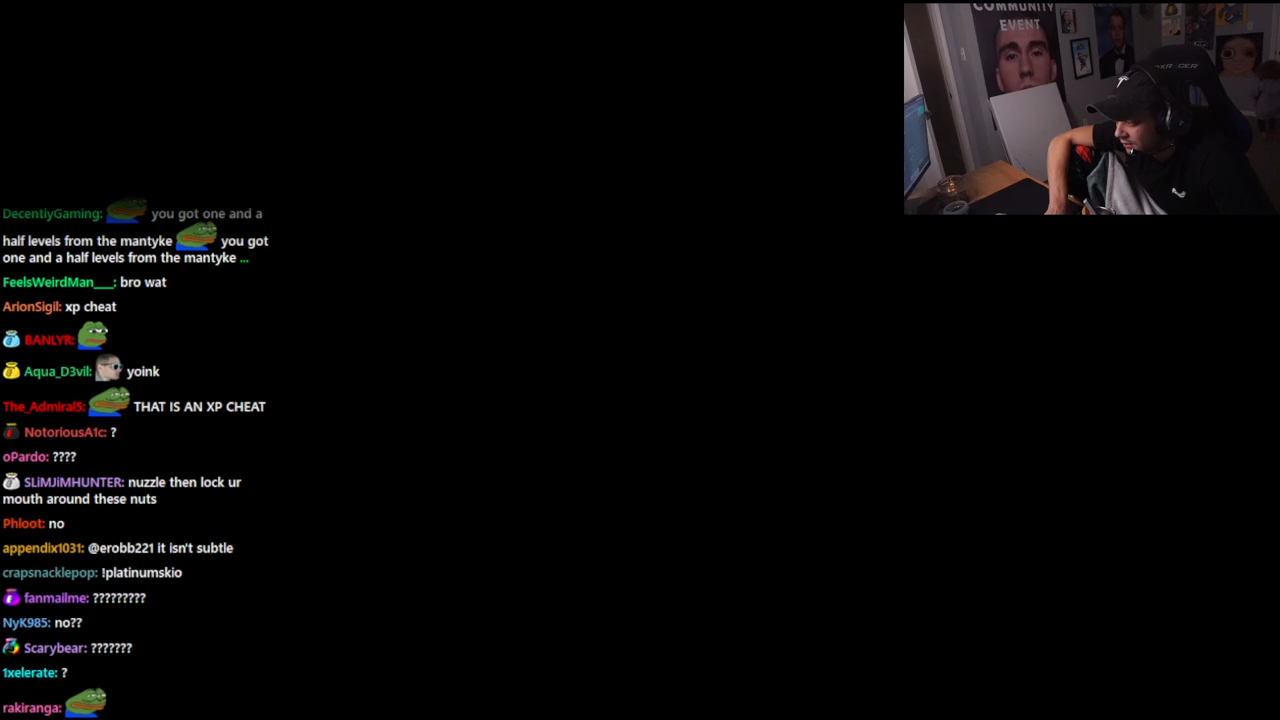 COMMUNITY
EVENT
DecentlyGaming: you got one and a
half levels from the mantyke you got
one and a half levels from the mantyke ...
FeelsWeirdMan___: bro wat
ArionSigil: xp cheat
BANLYR:
Aqua_D3vil: yoink
The_Admiral5: THAT IS AN XP CHEAT
NotoriousA1c: ?
oPardo: ????
SLiMJiMHUNTER: nuzzle then lock ur
mouth around these nuts
Phloot: no
appendix1031: @erobb221 it isn't subtle
crapsnacklepop: !platinumskio
fanmailme: ?????????
NyK985: no??
Scarybear: ???????
1xelerate: ?
rakiranga: